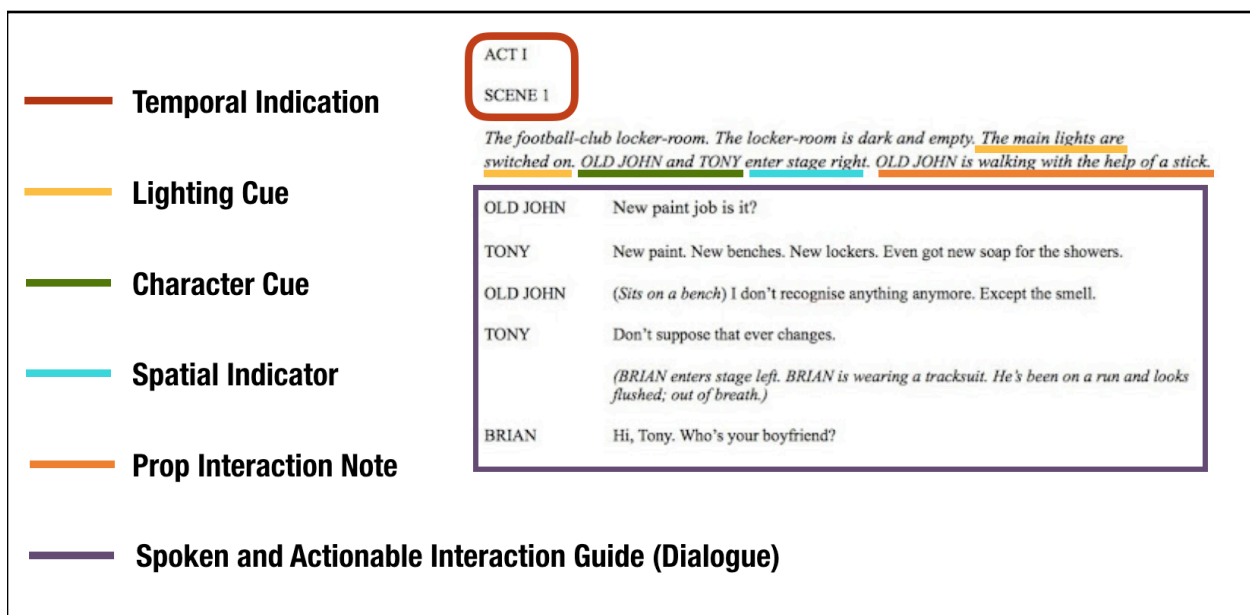 Temporal Indication
Lighting Cue
Character Cue
Spatial Indicator
Prop Interaction Note
Spoken and Actionable Interaction Guide (Dialogue)
ACT I
SCENE 1
The football-club locker-room. The locker-room is dark and empty. The main lights are
switched on. OLD JOHN and TONY enter stage right. OLD JOHN is walking with the help of a stick.
OLD JOHN New paint job is it?
TONY New paint. New benches. New lockers. Even got new soap for the showers.
OLD JOHN (Sits on a bench) I don't recognise anything anymore. Except the smell.
TONY Don't suppose that ever changes.
(BRIAN enters stage left. BRIAN is wearing a tracksuit. He's been on a run and looks
flushed; out of breath.)
BRIAN Hi, Tony. Who's your boyfriend?